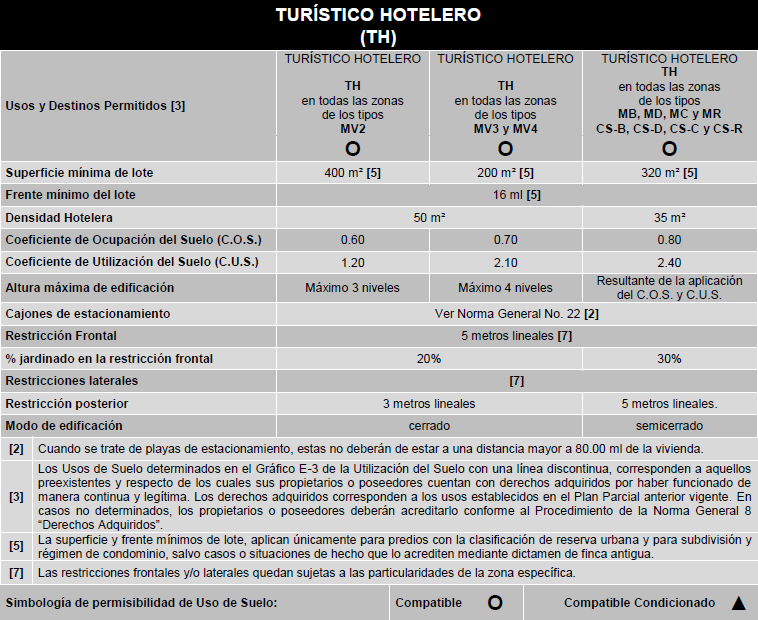 TURÍSTICO HOTELERO
(TH)
Usos y Destinos Permitidos [3]
TURÍSTICO HOTELERO
TH
en todas las zonas
de los tipos
MV2
O
TURÍSTICO HOTELERO
TH
en todas las zonas
de los tipos
MV3 y MV4
O
TURÍSTICO HOTELERO
TH
en todas las zonas
de los tipos
MB, MD, MC y MR
CS-B, CS-D, CS-C y CS-R
O
Superficie mínima de lote 400 m² [5] 200 m² [5] 320 m² [5]
Frente mínimo del lote 16 ml [5]
Densidad Hotelera 50 m² 35 m²
Coeficiente de Ocupación del Suelo (C.O.S.) 0.60 0.70 0.80
Coeficiente de Utilización del Suelo (C.U.S.) 1.20 2.10 2.40
Altura máxima de edificación Máximo 3 niveles Máximo 4 niveles Resultante de la aplicación
del C.O.S. y C.U.S.
Cajones de estacionamiento Ver Norma General No. 22 [2]
Restricción Frontal 5 metros lineales [7]
% jardinado en la restricción frontal 20% 30%
Restricciones laterales [7]
Restricción posterior 3 metros lineales 5 metros lineales.
Modo de edificación cerrado semicerrado
[2] Cuando se trate de playas de estacionamiento, estas no deberán de estar a una distancia mayor a 80.00 ml de la vivienda.
[3] Los Usos de Suelo determinados en el Gráfico E-3 de la Utilización del Suelo con una línea discontinua, corresponden a aquellos
preexistentes y respecto de los cuales sus propietarios o poseedores cuentan con derechos adquiridos por haber funcionado de
manera continua y legítima. Los derechos adquiridos corresponden a los usos establecidos en el Plan Parcial anterior vigente. En
casos no determinados, los propietarios o poseedores deberán acreditarlo conforme al Procedimiento de la Norma General 8
“Derechos Adquiridos”.
[5] La superficie y frente mínimos de lote, aplican únicamente para predios con la clasificación de reserva urbana y para subdivisión y
régimen de condominio, salvo casos o situaciones de hecho que lo acrediten mediante dictamen de finca antigua.
[7] Las restricciones frontales y/o laterales quedan sujetas a las particularidades de la zona específica.
Simbología de permisibilidad de Uso de Suelo: Compatible O Compatible Condicionado ▲